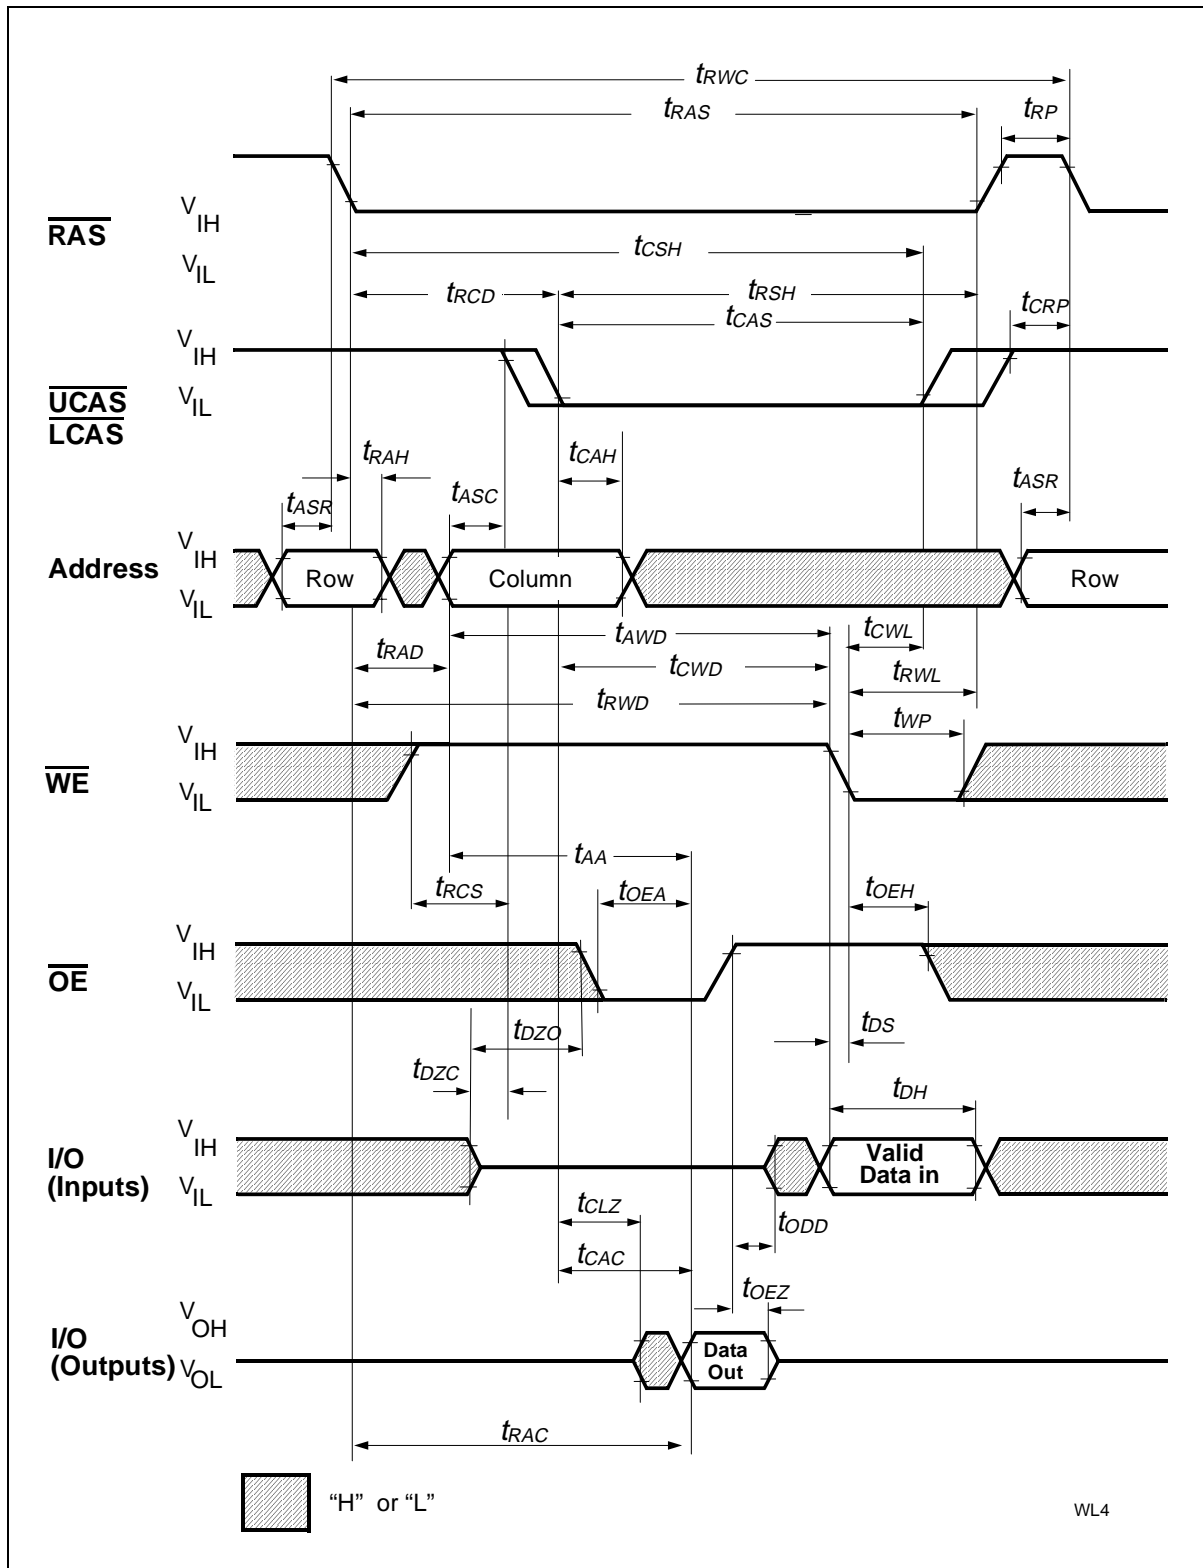 tRWC
tRAS
tRP
VIH
RAS
VIL
tCSH
tRCD
tRSH
tCRP
tCAS
VIH
VIL
UCAS
LCAS
tRAH
tCAH
tASR
tASC
tASR
VIH
Address
Row
Column
Row
VIL
tAWD
tCWL
tRAD
tCWD
tRWL
tRWD
tWP
VIH
WE
VIL
tAA
tRCS
tOEA
tOEH
VIH
OE
VIL
tDZO
tDS
tDZC
tDH
VIH
I/O
(Inputs)
VIL
Valid
Data in
tCLZ
tODD
tCAC
tOEZ
VOH
I/O
(Outputs)
VOL
Data
Out
tRAC
“H” or “L”
WL4